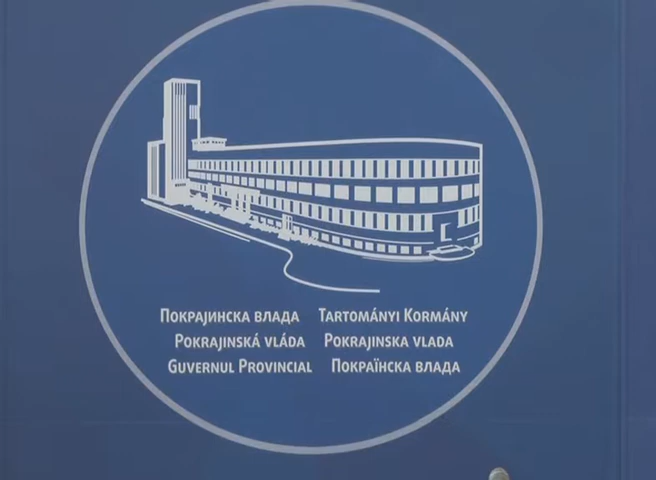 Покрајинска влада Tartományi Kormány
Pokrajinská vláda Pokrajinska vlada
Guvernul Provincial Покраїнска влада